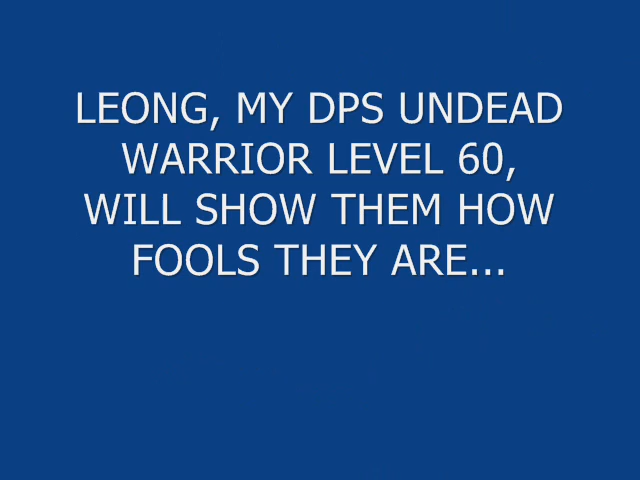 LEONG, MY DPS UNDEAD
WARRIOR LEVEL 60,
WILL SHOW THEM HOW
FOOLS THEY ARE...